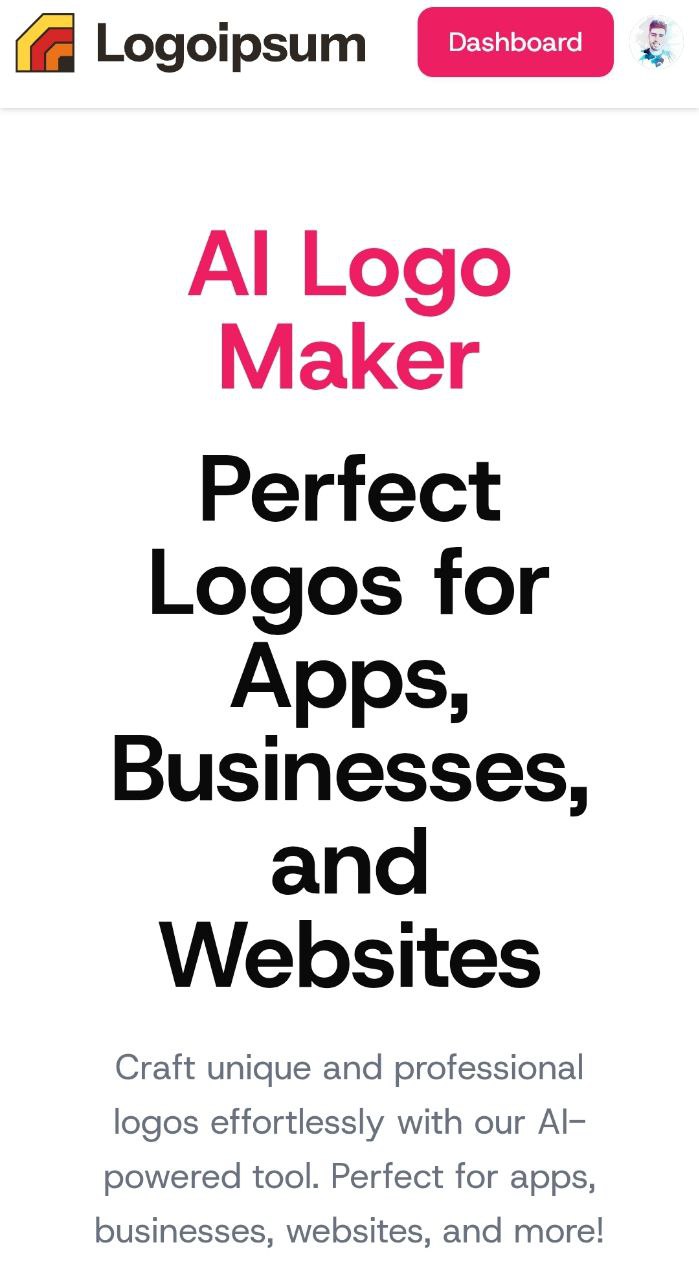 Logoipsum
Dashboard
AI Logo
Maker
Perfect
Logos for
Apps,
Businesses,
and
Websites
Craft unique and professional
logos effortlessly with our AI-
powered tool. Perfect for apps,
businesses, websites, and more!